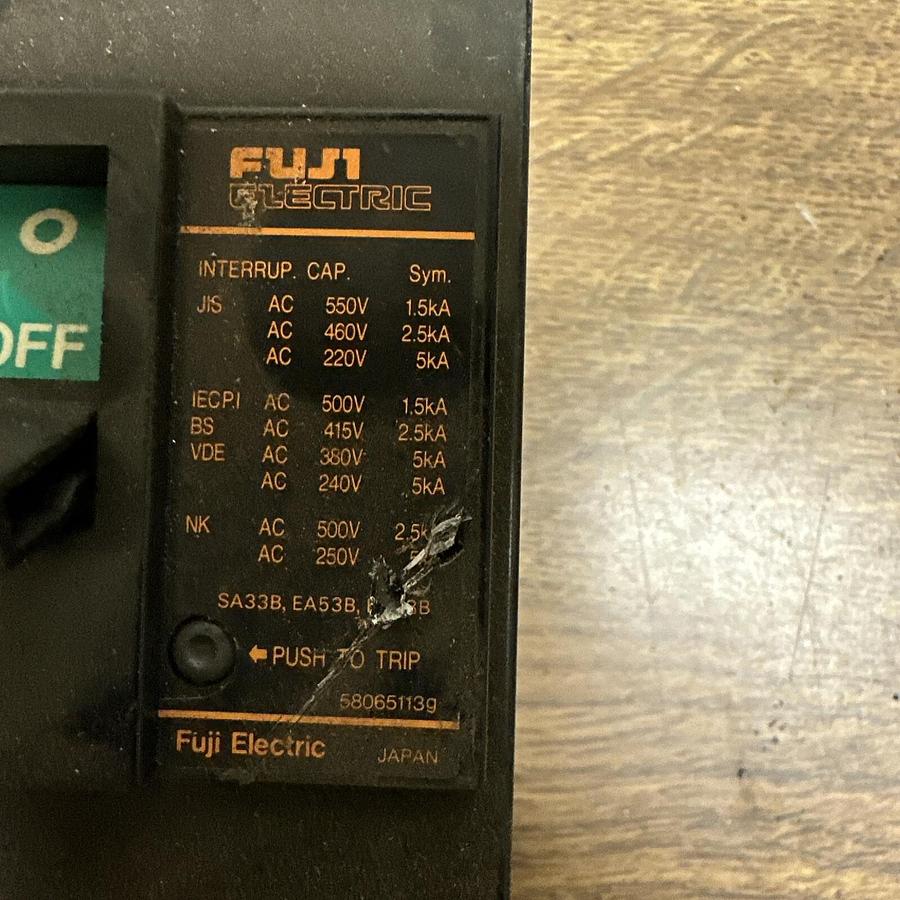 O
OFF
FUJI
ELECTRIC
INTERRUP. CAP. Sym.
JIS AC 550V 1.5kA
AC 460V 2.5kA
AC 220V 5kA
IECP.I AC 500V 1.5kA
BS AC 415V 2.5kA
VDE AC 380V 5kA
AC 240V 5kA
NK AC 500V
AC 250V
SA33B, EA53B,
PUSH TO TRIP
58065113g
Fuji Electric JAPAN